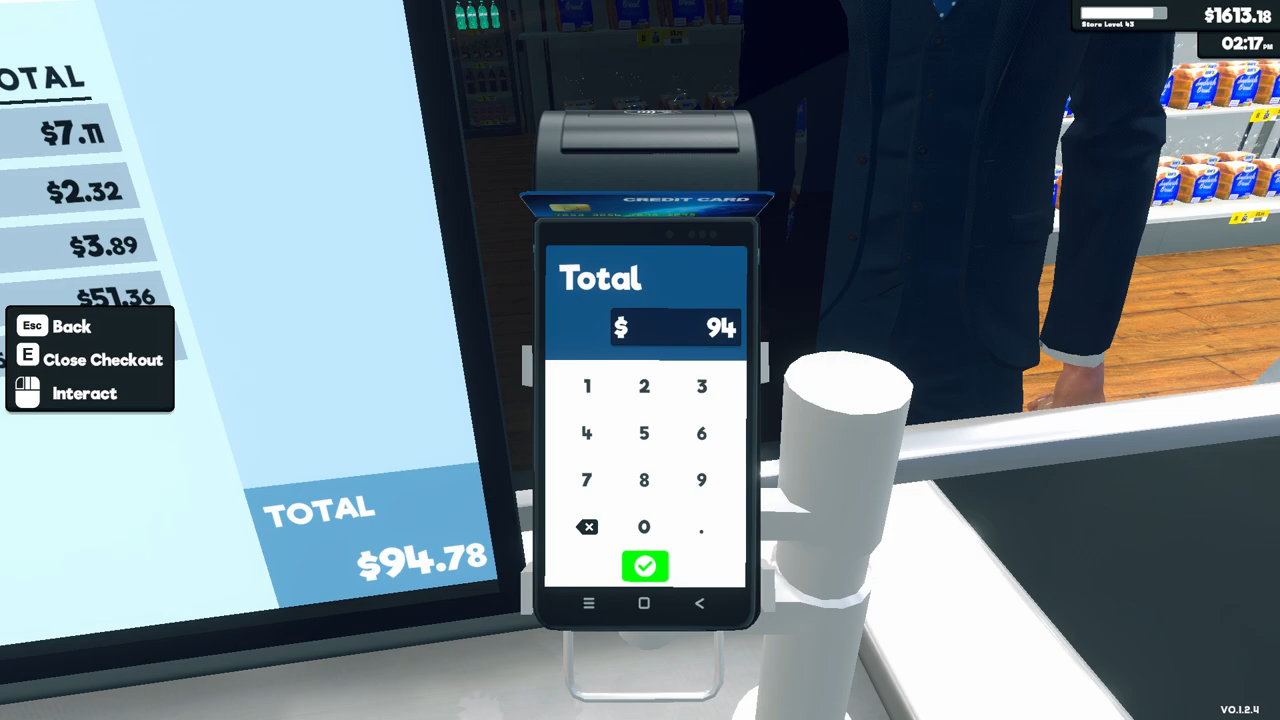 OTAL
$7.11
$2.32
$3.89
$51.36
Esc Back
E Close Checkout
Interact
TOTAL
$94.78
CREDIT CARD
Total
$ 94
1 2 3
4 5 6
7 8 9
0 .
$1613.18
Store Level 43
02:17PM
V0.1.2.4